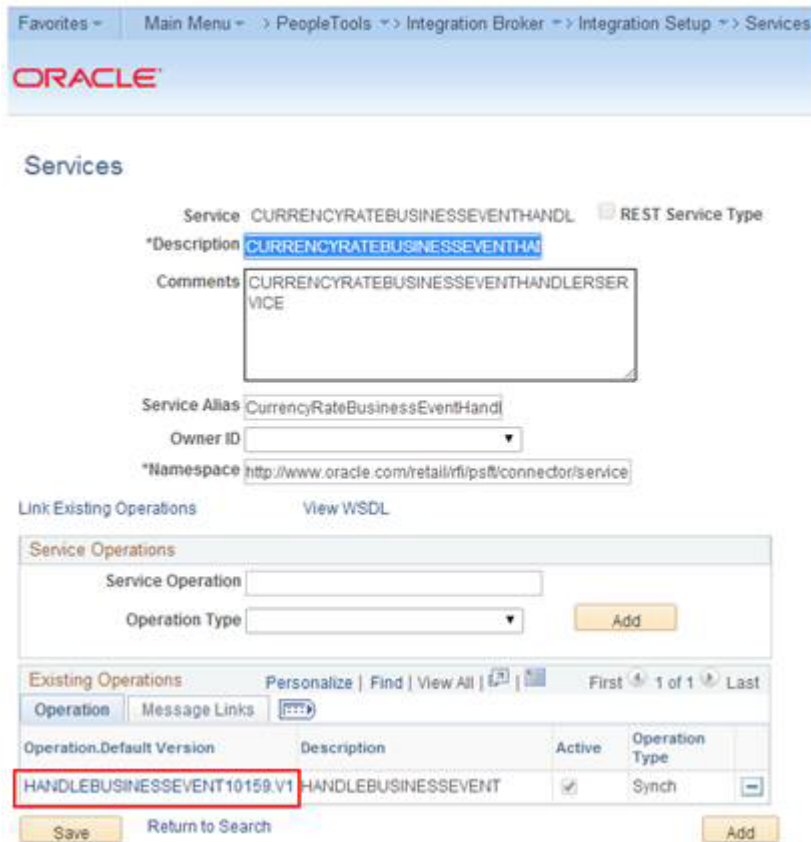 Favorites Main Menu > PeopleTools > Integration Broker > Integration Setup > Services
ORACLE
Services
Service CURRENCYRATEBUSINESSEVENTHANDL REST Service Type
*Description CURRENCYRATEBUSINESSEVENTHA
Comments CURRENCYRATEBUSINESSEVENTHANDLERSER
VICE
Service Alias CurrencyRateBusinessEventHandl
Owner ID
*Namespace http://www.oracle.com/retail/rfi/psft/connector/service
Link Existing Operations View WSDL
Service Operations
Service Operation
Operation Type Add
Existing Operations Personalize | Find | View All | | First 1 of 1 Last
Operation Message Links
Operation.Default Version Description Active Operation
Type
HANDLEBUSINESSEVENT10159.V1 HANDLEBUSINESSEVENT Synch
Save Return to Search Add